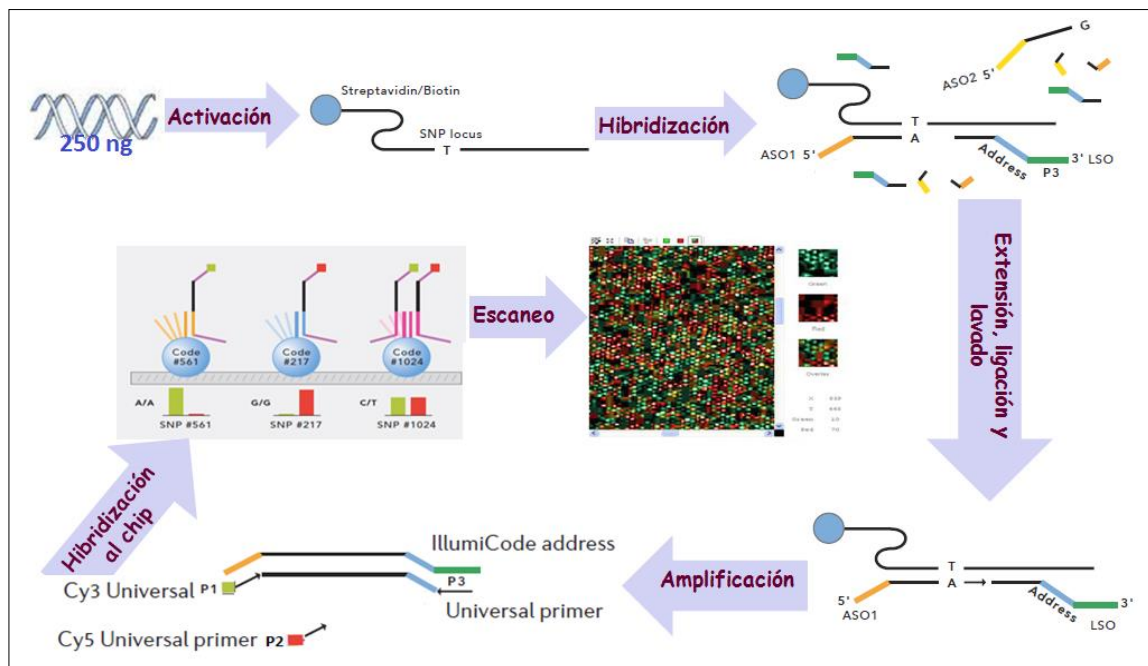 250 ng
Activación
Streptavidin/Biotin
SNP locus
T
Hibridización
G
ASO2 5'
T
A
ASO1 5'
Address
P3
3' LSO
Extensión, ligación y
lavado
T
A
5'
ASO1
Address
3'
LSO
Amplificación
IllumiCode address
P3
Cy3 Universal P1
Universal primer
Cy5 Universal primer P2
Hibridización
al chip
Code
#561
Code
#217
Code
#1024
A/A
G/G
C/T
SNP #561
SNP #217
SNP #1024
Escaneo
Green
Red
Overlay